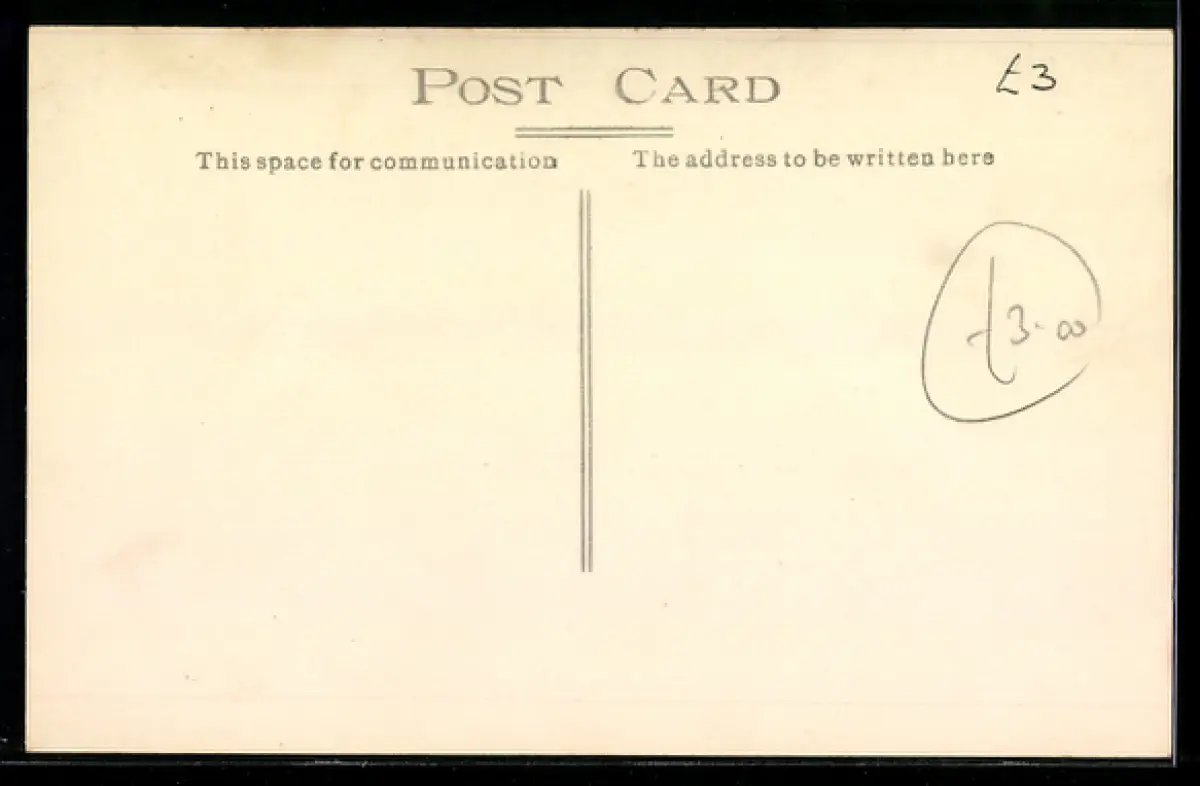 POST CARD
£3
This space for communication
The address to be written here
£3-00